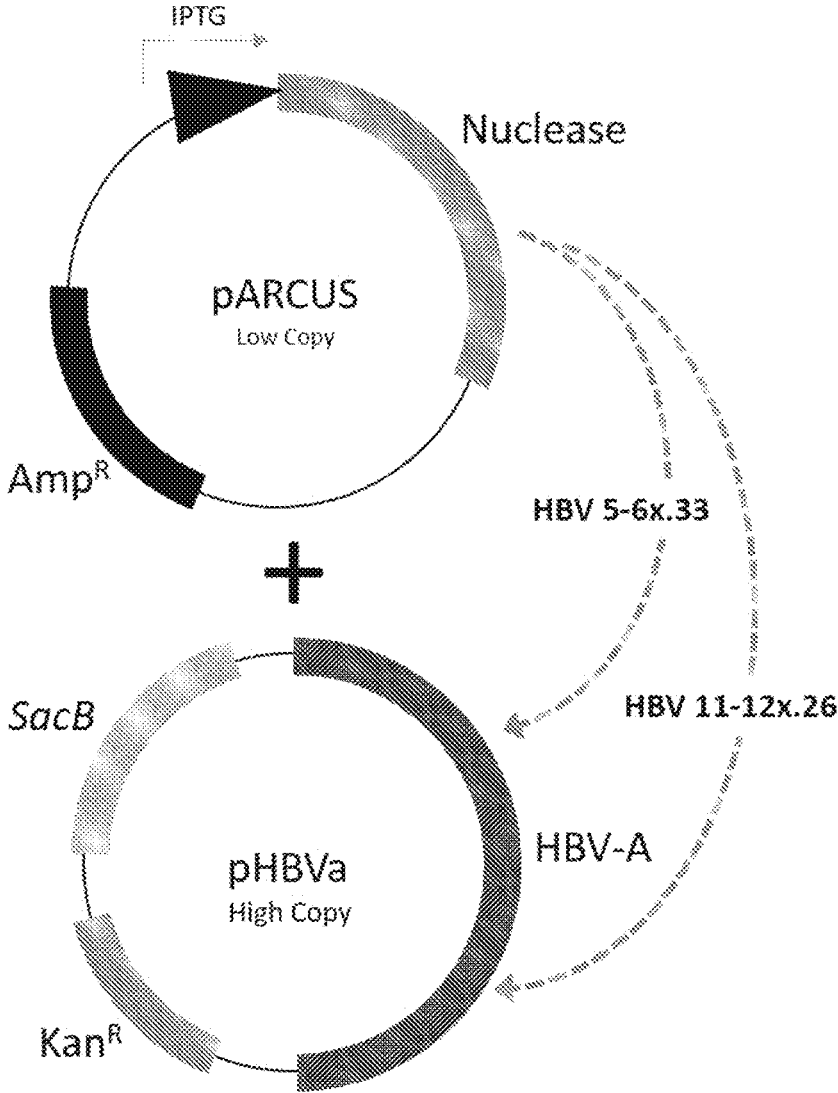 IPTG
Nuclease
pARCUS
Low Copy
Amp^R
HBV 5-6x.33
+
SacB
HBV 11-12x.26
HBV-A
pHBVa
High Copy
Kan^R